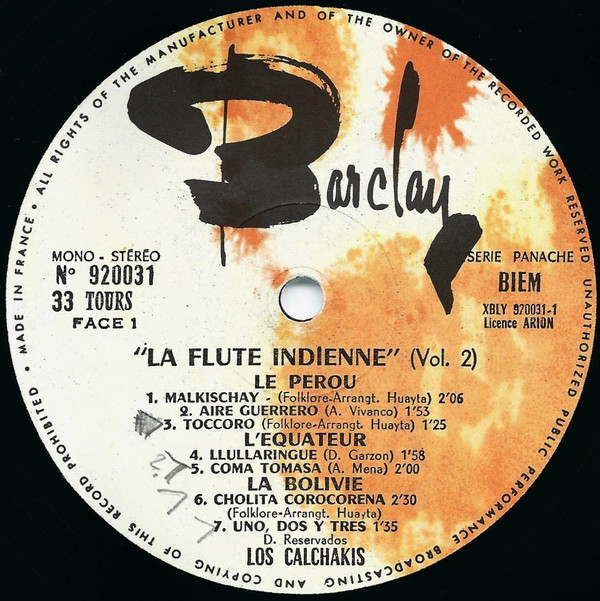 • MADE IN FRANCE • ALL RIGHTS OF THE MANUFACTURER AND OF THE OWNER OF THE RECORDED WORK RESERVED UNAUTHORIZED PUBLIC PERFORMANCE BROADCASTING AND COPYING OF THIS RECORD PROHIBITED
Barclay
MONO - STÉRÉO
N° 920031
33 TOURS
FACE 1
SERIE PANACHE
BIEM
XBLY 920031-1
Licence ARION
"LA FLUTE INDIENNE" (Vol. 2)
LE PEROU
1. MALKISCHAY - (Folklore-Arrangt. Huayta) 2'06
2. AIRE GUERRERO (A. Vivanco) 1'53
3. TOCCORO (Folklore-Arrangt. Huayta) 1'25
L'EQUATEUR
4. LLULLARINGUE (D. Garzon) 1'58
5. COMA TOMASA (A. Mena) 2'00
LA BOLIVIE
6. CHOLITA COROCORENA 2'30
(Folklore-Arrangt. Huayta)
7. UNO, DOS Y TRES 1'35
D. Reservados
LOS CALCHAKIS